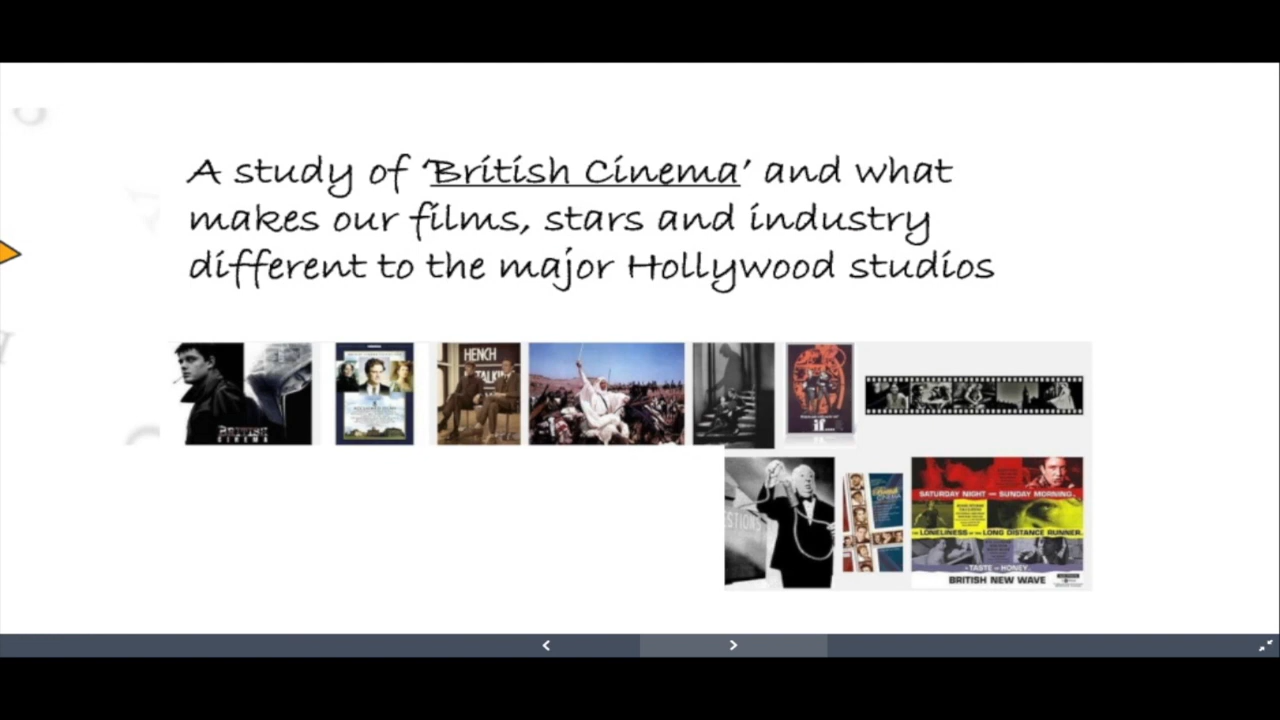 A study of ‘British Cinema’ and what
makes our films, stars and industry
different to the major Hollywood studios
HENCH
TALKIN
BRITISH
CINEMA
if....
SATURDAY NIGHT AND SUNDAY MORNING
THE LONELINESS OF THE LONG DISTANCE RUNNER
A TASTE OF HONEY
BRITISH NEW WAVE